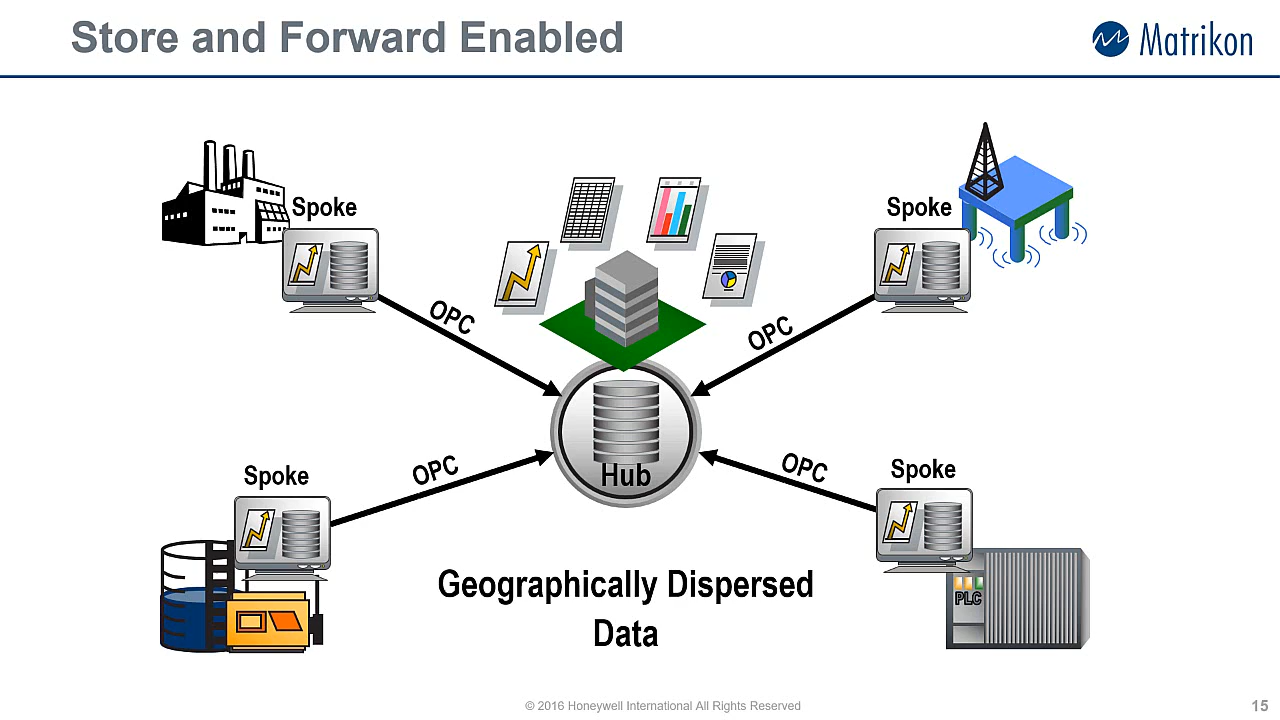 Store and Forward Enabled
Matrikon
Spoke
Spoke
OPC
OPC
Hub
Spoke
OPC
OPC
Spoke
PLC
Geographically Dispersed
Data
© 2016 Honeywell International All Rights Reserved
15